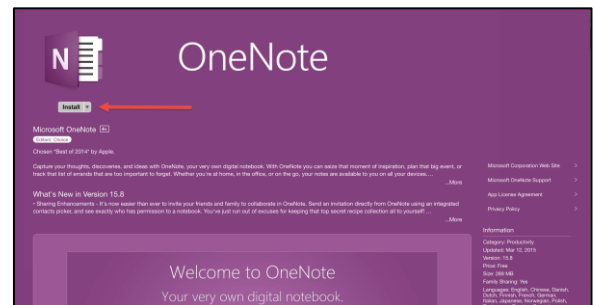 N
OneNote
Install
Microsoft OneNote 4+
Editors' Choice
Chosen "Best of 2014" by Apple.
Capture your thoughts, discoveries, and ideas with OneNote, your very own digital notebook. With OneNote you can seize that moment of inspiration, plan that big event, or
track that list of errands that are too important to forget. Whether you're at home, in the office, or on the go, your notes are available to you on all your devices....
...More
What's New in Version 15.8
• Sharing Enhancements - It's now easier than ever to invite your friends and family to collaborate in OneNote. Send an invitation directly from OneNote using an integrated
contacts picker, and see exactly who has permission to a notebook. You've just run out of excuses for keeping that top secret recipe collection all to yourself! ...
...More
Welcome to OneNote
Your very own digital notebook.
Microsoft Corporation Web Site
Microsoft OneNote Support
App License Agreement
Privacy Policy
Information
Category: Productivity
Updated: Mar 12, 2015
Version: 15.8
Price: Free
Size: 289 MB
Family Sharing: Yes
Languages: English, Chinese, Danish,
Dutch, Finnish, French, German,
Italian, Japanese, Norwegian, Polish,